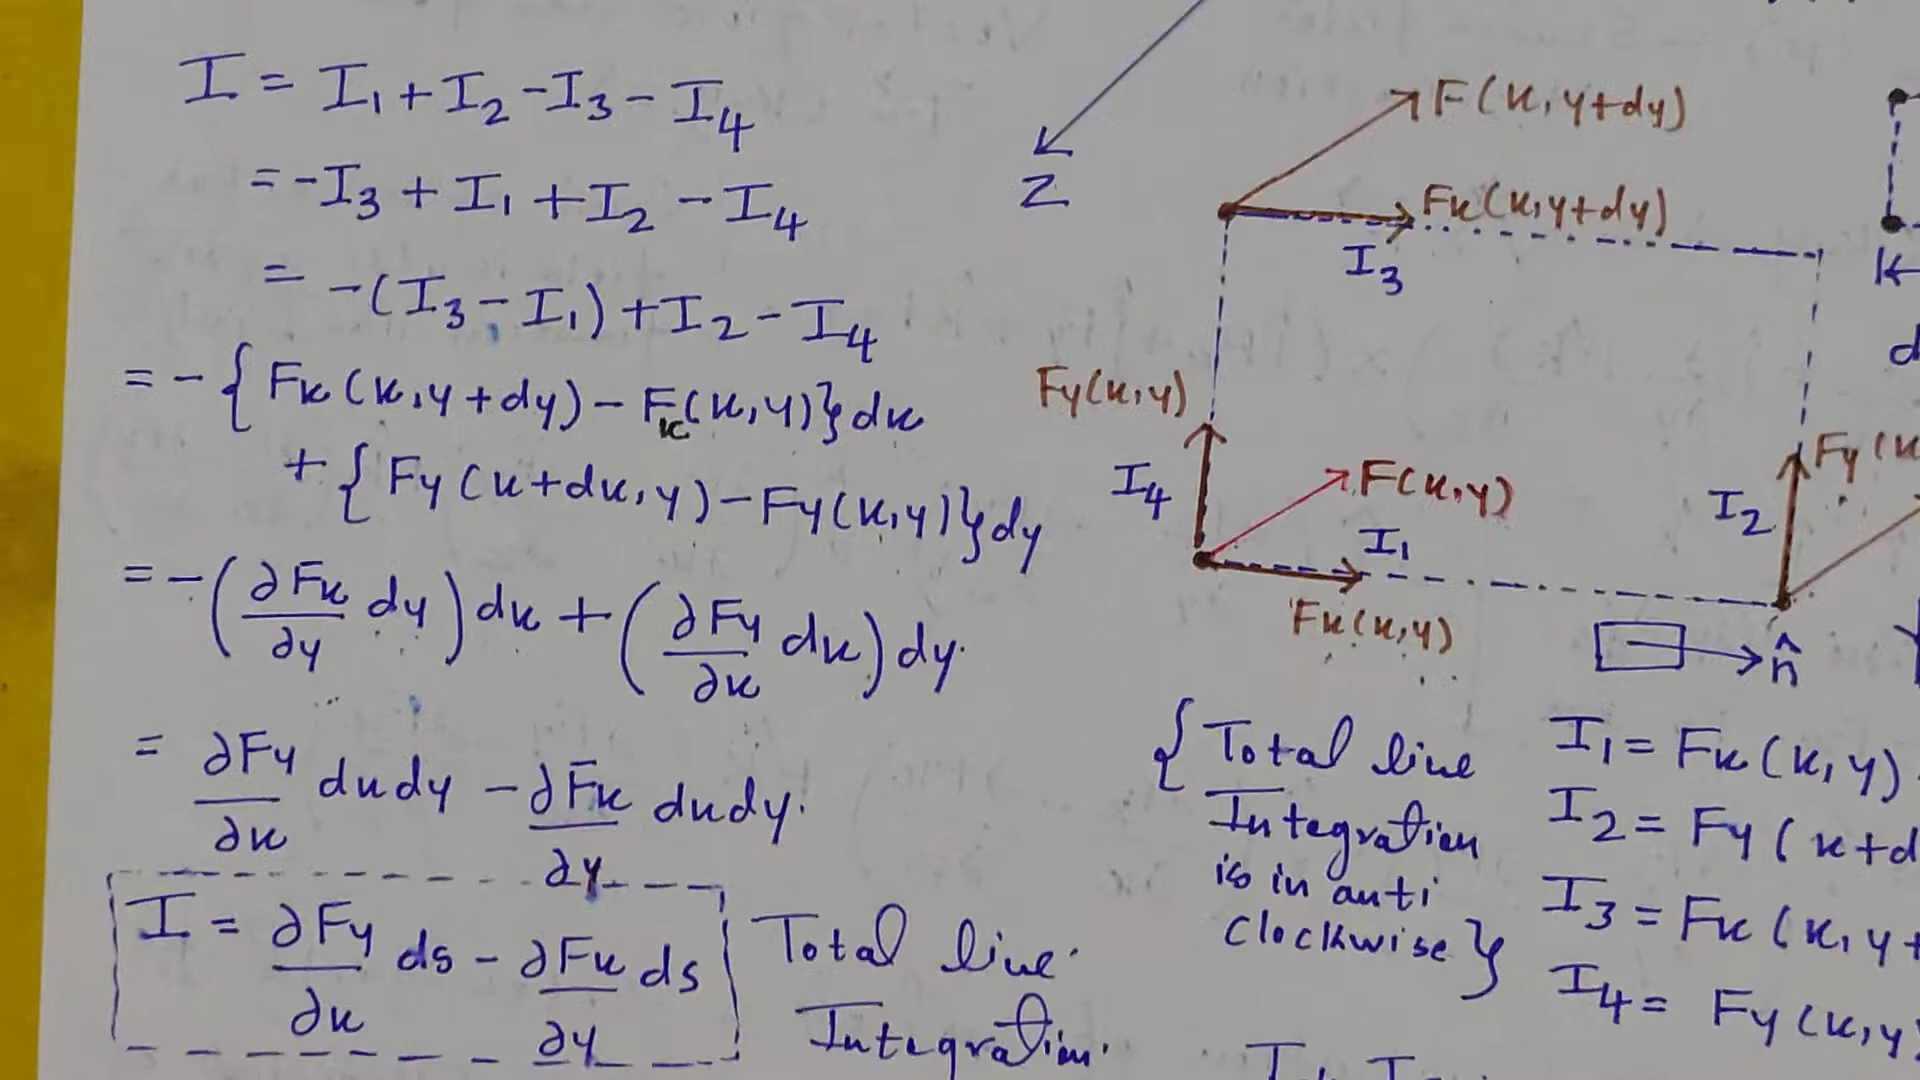 I = I₁ + I₂ - I₃ - I₄
= -I₃ + I₁ + I₂ - I₄
= -(I₃ - I₁) + I₂ - I₄
= -{Fx(x,y+dy) - Fx(x,y)}dx
+ {Fy(x+dx,y) - Fy(x,y)}dy
= -(∂Fx/∂y dy)dx + (∂Fy/∂x dx)dy.
= ∂Fy/∂x dxdy - ∂Fx/∂y dxdy.
I = ∂Fy/∂x ds - ∂Fx/∂y ds
Total line
Integration.
Z
F(x,y+dy)
Fx(x,y+dy)
I₃
Fy(x,y)
I₄
F(x,y)
I₁
Fx(x,y)
I₂
Fy(x
n̂
{Total line
Integration
is in anti
clockwise}
I₁ = Fx(x,y)
I₂ = Fy(x+d
I₃ = Fx(x,y+
I₄ = Fy(x,y